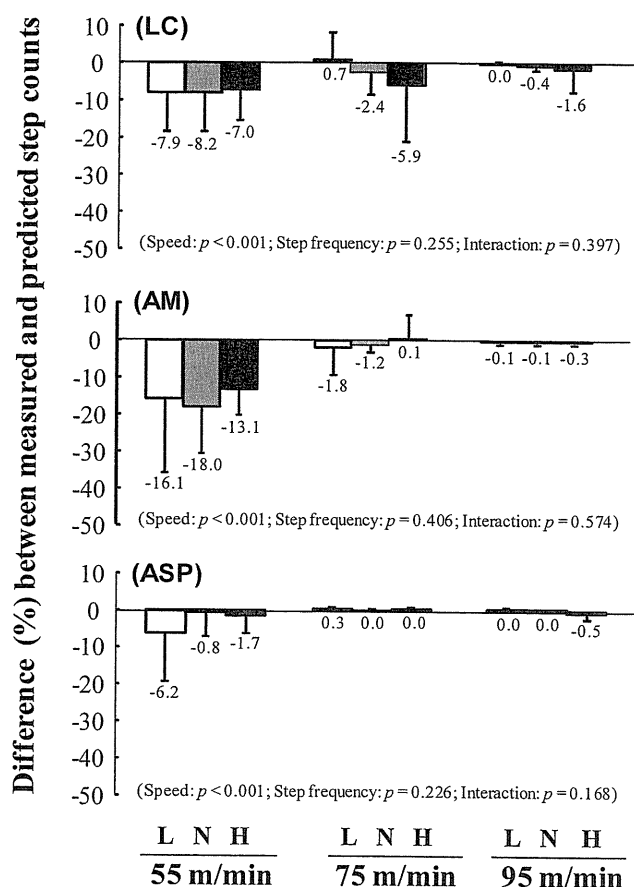 Difference (%) between measured and predicted step counts
(LC)
10
0
-10
-20
-30
-40
-50
-7.9 -8.2 -7.0
0.7 -2.4 -5.9
0.0 -0.4 -1.6
(Speed: p < 0.001; Step frequency: p = 0.255; Interaction: p = 0.397)
(AM)
10
0
-10
-20
-30
-40
-50
-16.1 -18.0 -13.1
-1.8 -1.2 0.1
-0.1 -0.1 -0.3
(Speed: p < 0.001; Step frequency: p = 0.406; Interaction: p = 0.574)
(ASP)
10
0
-10
-20
-30
-40
-50
-6.2 -0.8 -1.7
0.3 0.0 0.0
0.0 0.0 -0.5
(Speed: p < 0.001; Step frequency: p = 0.226; Interaction: p = 0.168)
L N H L N H L N H
55 m/min 75 m/min 95 m/min